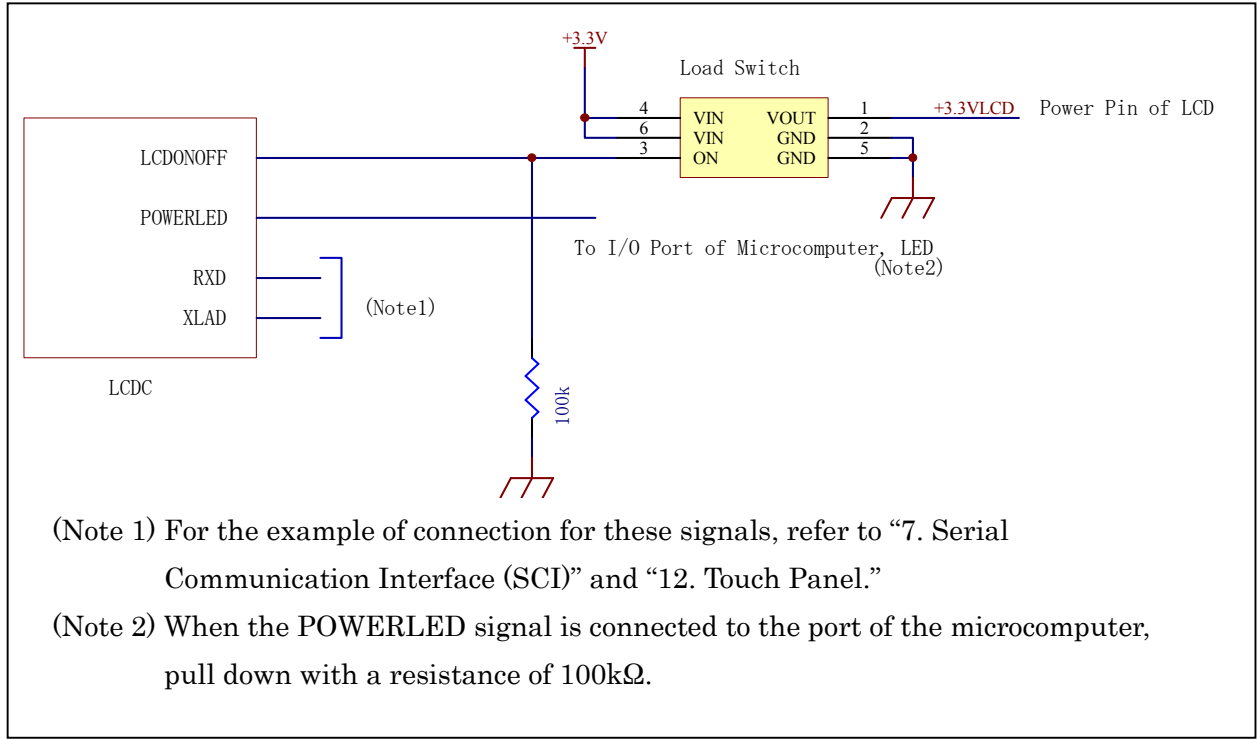 +3.3V
Load Switch
4 VIN VOUT 1 +3.3VLCD Power Pin of LCD
6 VIN GND 2
3 ON GND 5
LCDONOFF
POWERLED
To I/O Port of Microcomputer, LED
(Note2)
RXD
XLAD
(Note1)
LCDC
100k
(Note 1) For the example of connection for these signals, refer to “7. Serial
Communication Interface (SCI)” and “12. Touch Panel.”
(Note 2) When the POWERLED signal is connected to the port of the microcomputer,
pull down with a resistance of 100kΩ.